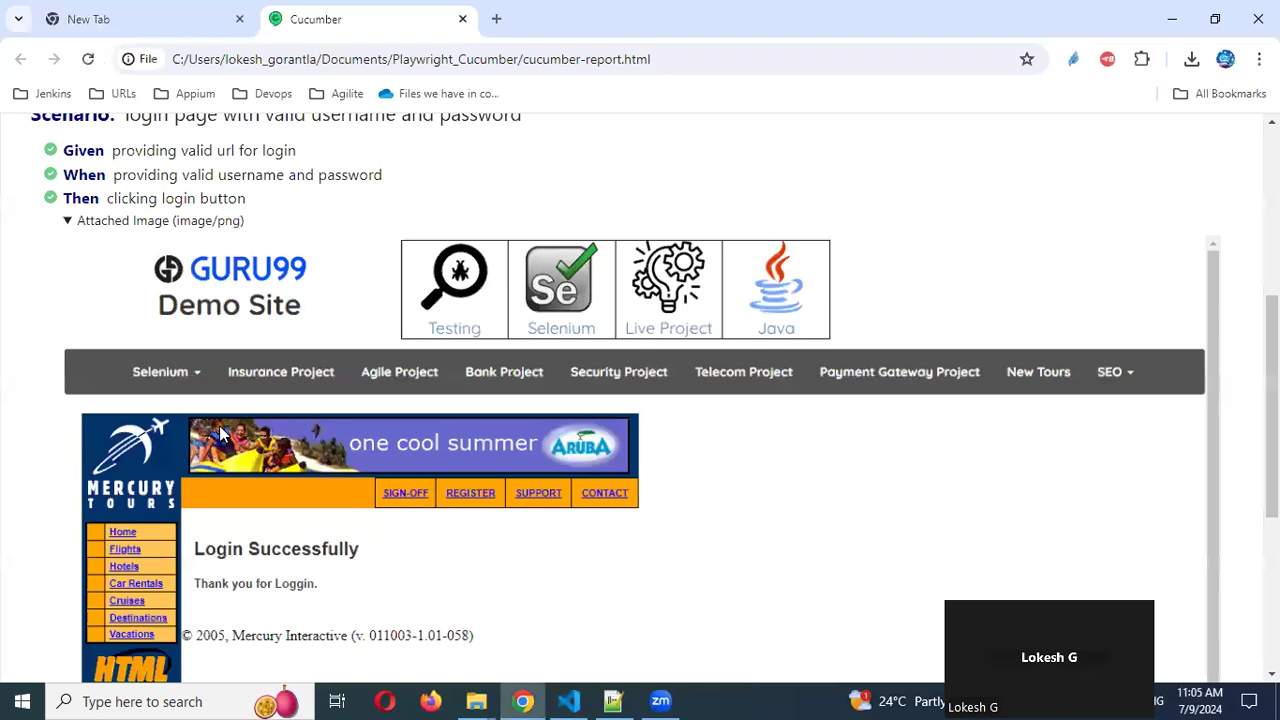 New Tab
Cucumber
File C:/Users/lokesh_gorantla/Documents/Playwright_Cucumber/cucumber-report.html
Jenkins URLs Appium Devops Agilite Files we have in co... All Bookmarks
Scenario: login page with valid username and password
Given providing valid url for login
When providing valid username and password
Then clicking login button
Attached Image (image/png)
GURU99
Demo Site
Se
Testing Selenium Live Project Java
Selenium Insurance Project Agile Project Bank Project Security Project Telecom Project Payment Gateway Project New Tours SEO
one cool summer ARUBA
MERCURY
TOURS
SIGN-OFF REGISTER SUPPORT CONTACT
Home
Flights
Hotels
Car Rentals
Cruises
Destinations
Vacations
HTML
Login Successfully
Thank you for Loggin.
© 2005, Mercury Interactive (v. 011003-1.01-058)
Lokesh G
Lokesh G
Type here to search
zm
1
24°C Partly
IG
11:05 AM
7/9/2024